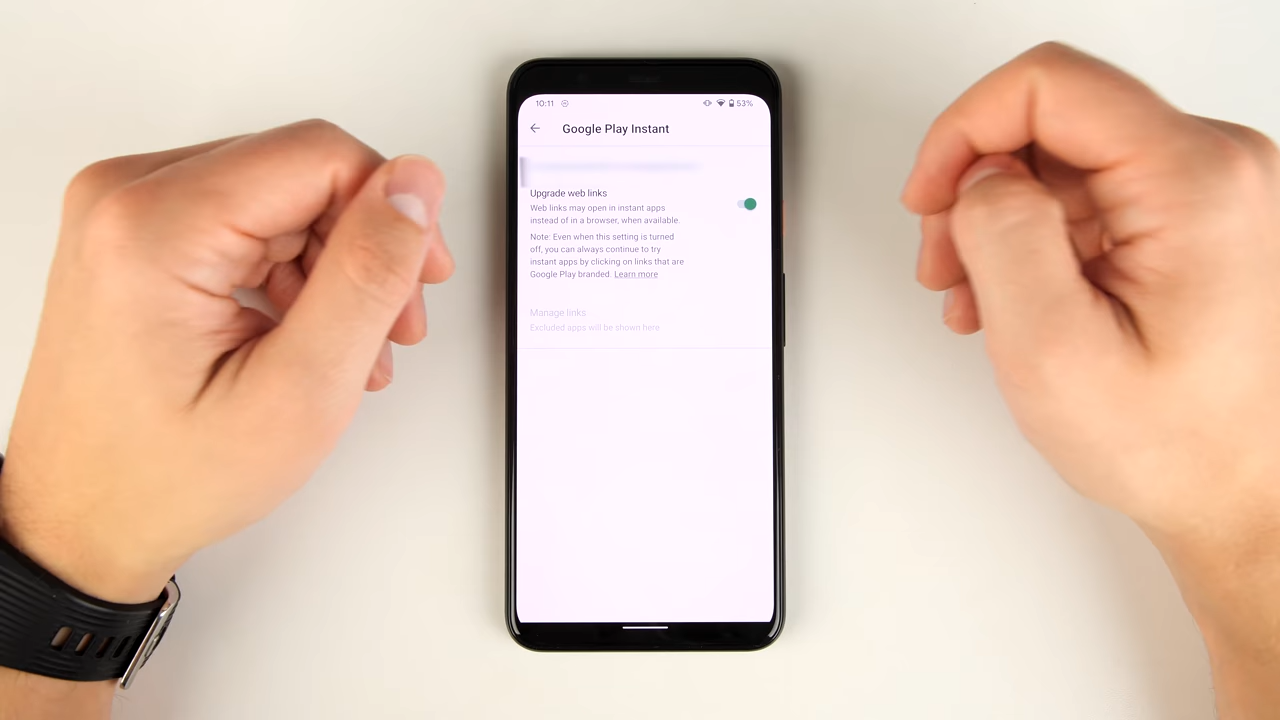 10:11 53%
Google Play Instant
Upgrade web links
Web links may open in instant apps
instead of in a browser, when available.
Note: Even when this setting is turned
off, you can always continue to try
instant apps by clicking on links that are
Google Play branded. Learn more
Manage links
Excluded apps will be shown here